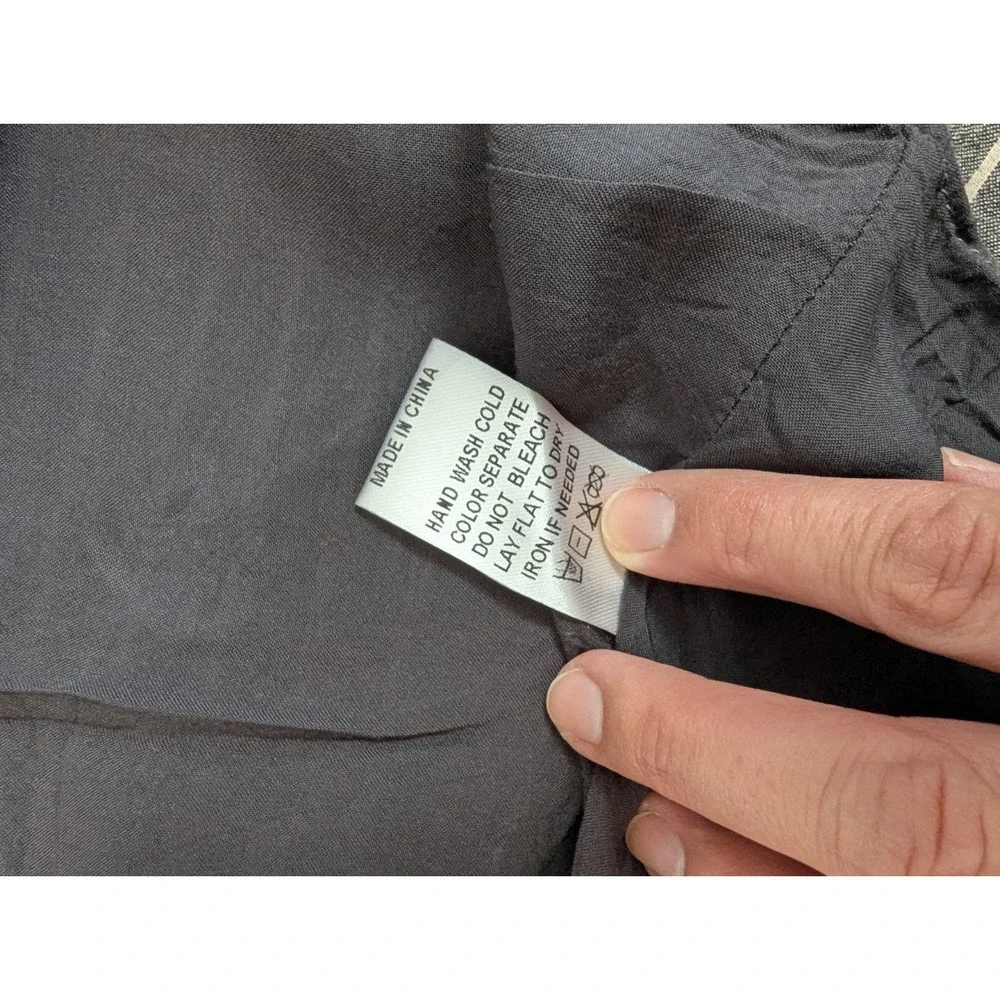 MADE IN CHINA
HAND WASH COLD
COLOR SEPARATE
DO NOT BLEACH
LAY FLAT TO DRY
IRON IF NEEDED